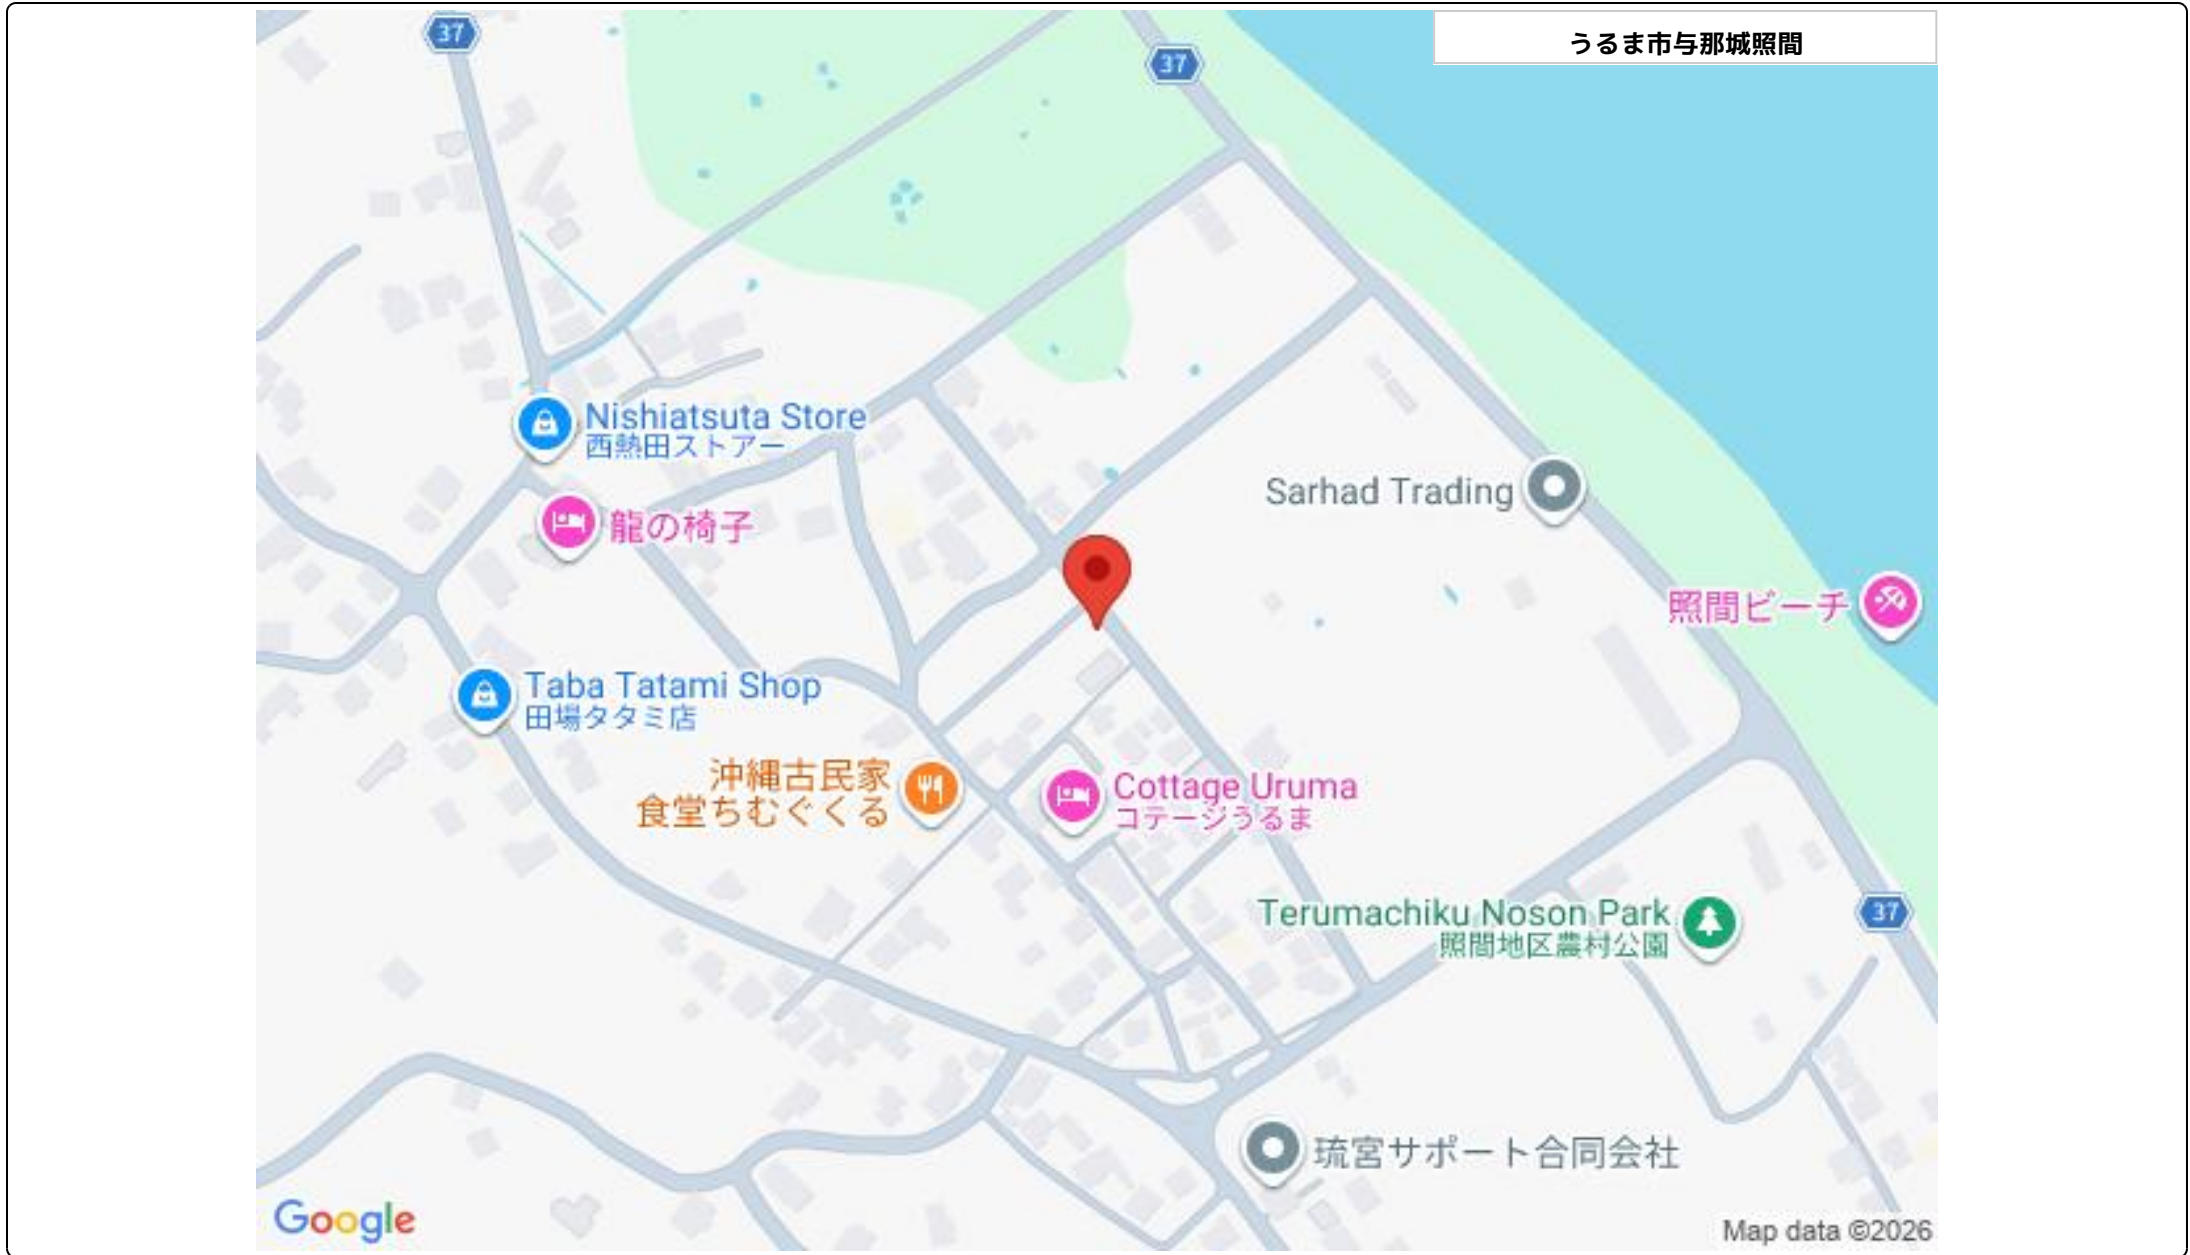 37
37
うるま市与那城照間
Nishiatsuta Store
西熱田ストアー
Sarhad Trading
龍の椅子
照間ビーチ
Taba Tatami Shop
田場タタミ店
沖縄古民家
食堂ちむぐくる
Cottage Uruma
コテージうるま
Terumachiku Noson Park
照間地区農村公園
37
琉宮サポート合同会社
Google
Map data ©2026